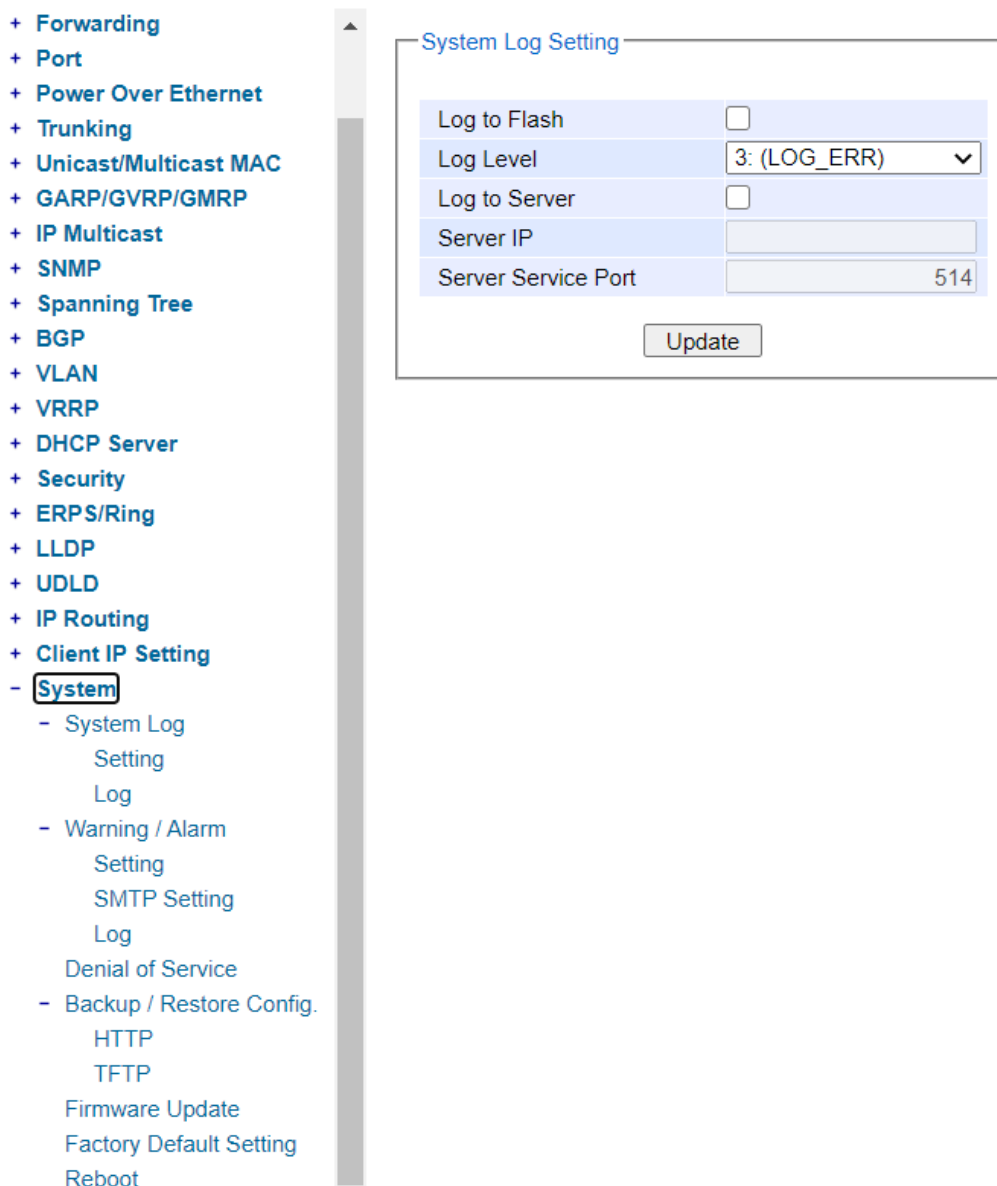 + Forwarding
+ Port
+ Power Over Ethernet
+ Trunking
+ Unicast/Multicast MAC
+ GARP/GVRP/GMRP
+ IP Multicast
+ SNMP
+ Spanning Tree
+ BGP
+ VLAN
+ VRRP
+ DHCP Server
+ Security
+ ERPS/Ring
+ LLDP
+ UDLD
+ IP Routing
+ Client IP Setting
- System
- System Log
Setting
Log
- Warning / Alarm
Setting
SMTP Setting
Log
Denial of Service
- Backup / Restore Config.
HTTP
TFTP
Firmware Update
Factory Default Setting
Reboot
System Log Setting
Log to Flash
Log Level 3: (LOG_ERR)
Log to Server
Server IP
Server Service Port 514
Update